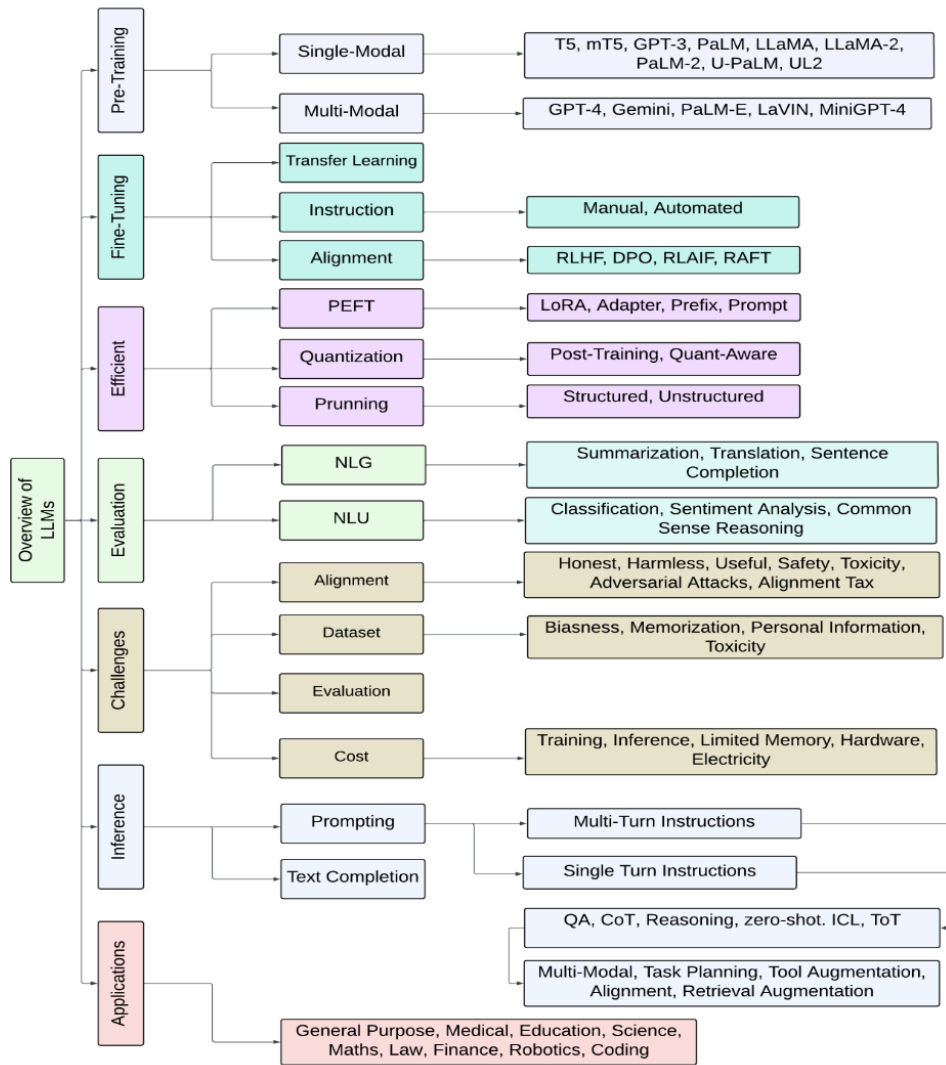 Overview of
LLMs
Pre-Training
Single-Modal
T5, mT5, GPT-3, PaLM, LLaMA, LLaMA-2,
PaLM-2, U-PaLM, UL2
Multi-Modal
GPT-4, Gemini, PaLM-E, LaVIN, MiniGPT-4
Fine-Tuning
Transfer Learning
Instruction
Manual, Automated
Alignment
RLHF, DPO, RLAIF, RAFT
Efficient
PEFT
LoRA, Adapter, Prefix, Prompt
Quantization
Post-Training, Quant-Aware
Prunning
Structured, Unstructured
Evaluation
NLG
Summarization, Translation, Sentence
Completion
NLU
Classification, Sentiment Analysis, Common
Sense Reasoning
Challenges
Alignment
Honest, Harmless, Useful, Safety, Toxicity,
Adversarial Attacks, Alignment Tax
Dataset
Biasness, Memorization, Personal Information,
Toxicity
Evaluation
Cost
Training, Inference, Limited Memory, Hardware,
Electricity
Inference
Prompting
Multi-Turn Instructions
Single Turn Instructions
Text Completion
QA, CoT, Reasoning, zero-shot. ICL, ToT
Multi-Modal, Task Planning, Tool Augmentation,
Alignment, Retrieval Augmentation
Applications
General Purpose, Medical, Education, Science,
Maths, Law, Finance, Robotics, Coding